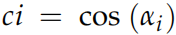 ci = cos (αᵢ)